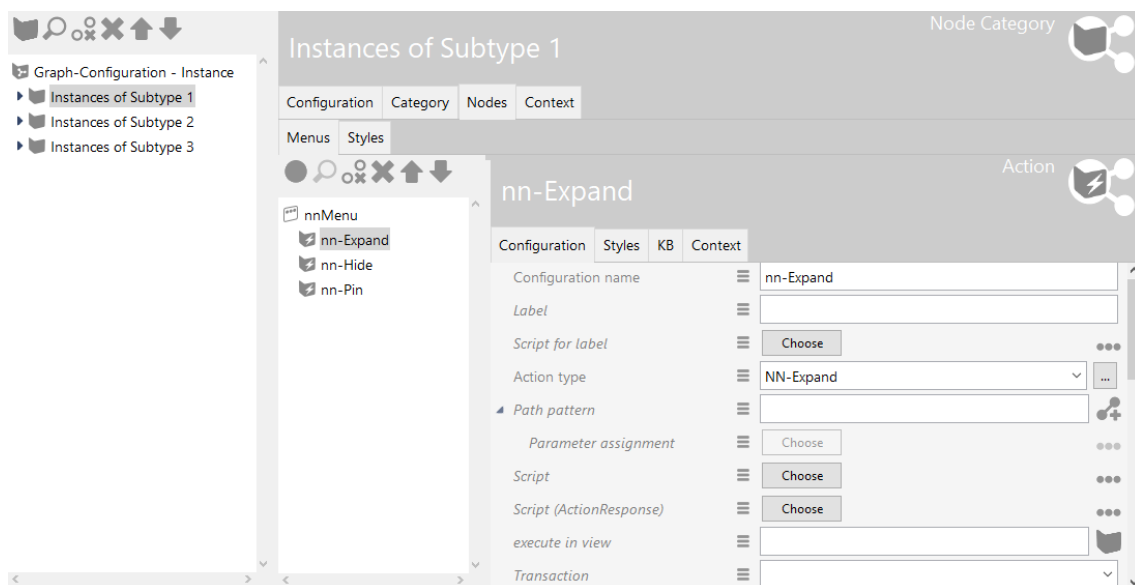 Node Category
Instances of Subtype 1
Graph-Configuration - Instance
Instances of Subtype 1
Instances of Subtype 2
Instances of Subtype 3
Configuration Category Nodes Context
Menus Styles
Action
nn-Expand
nnMenu
nn-Expand
nn-Hide
nn-Pin
Configuration Styles KB Context
Configuration name nn-Expand
Label
Script for label Choose
Action type NN-Expand ...
Path pattern
Parameter assignment Choose
Script Choose
Script (ActionResponse) Choose
execute in view
Transaction